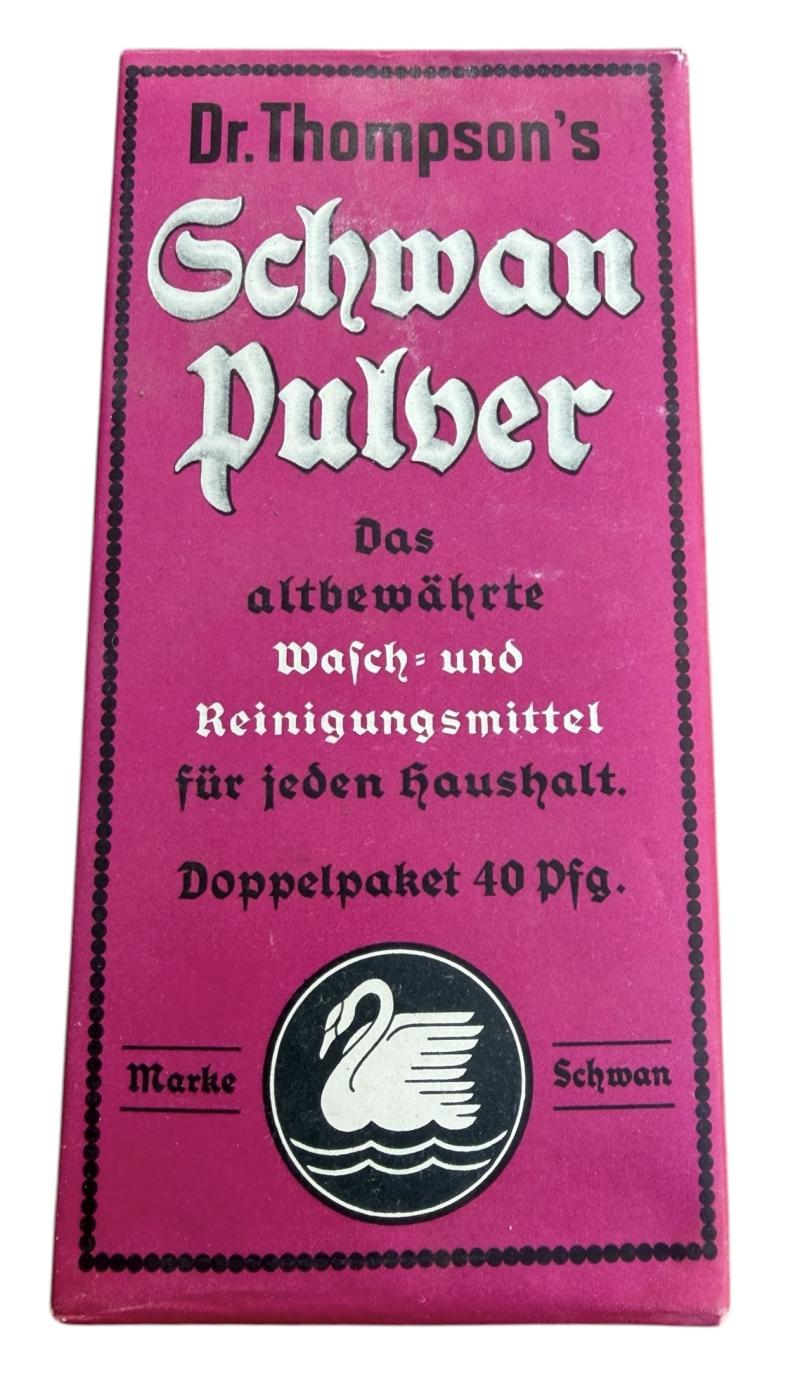 Dr. Thompson's
Schwan
Pulver
Das
altbewährte
Waſch- und
Reinigungsmittel
für jeden Haushalt.
Doppelpaket 40 Pfg.
Marke Schwan